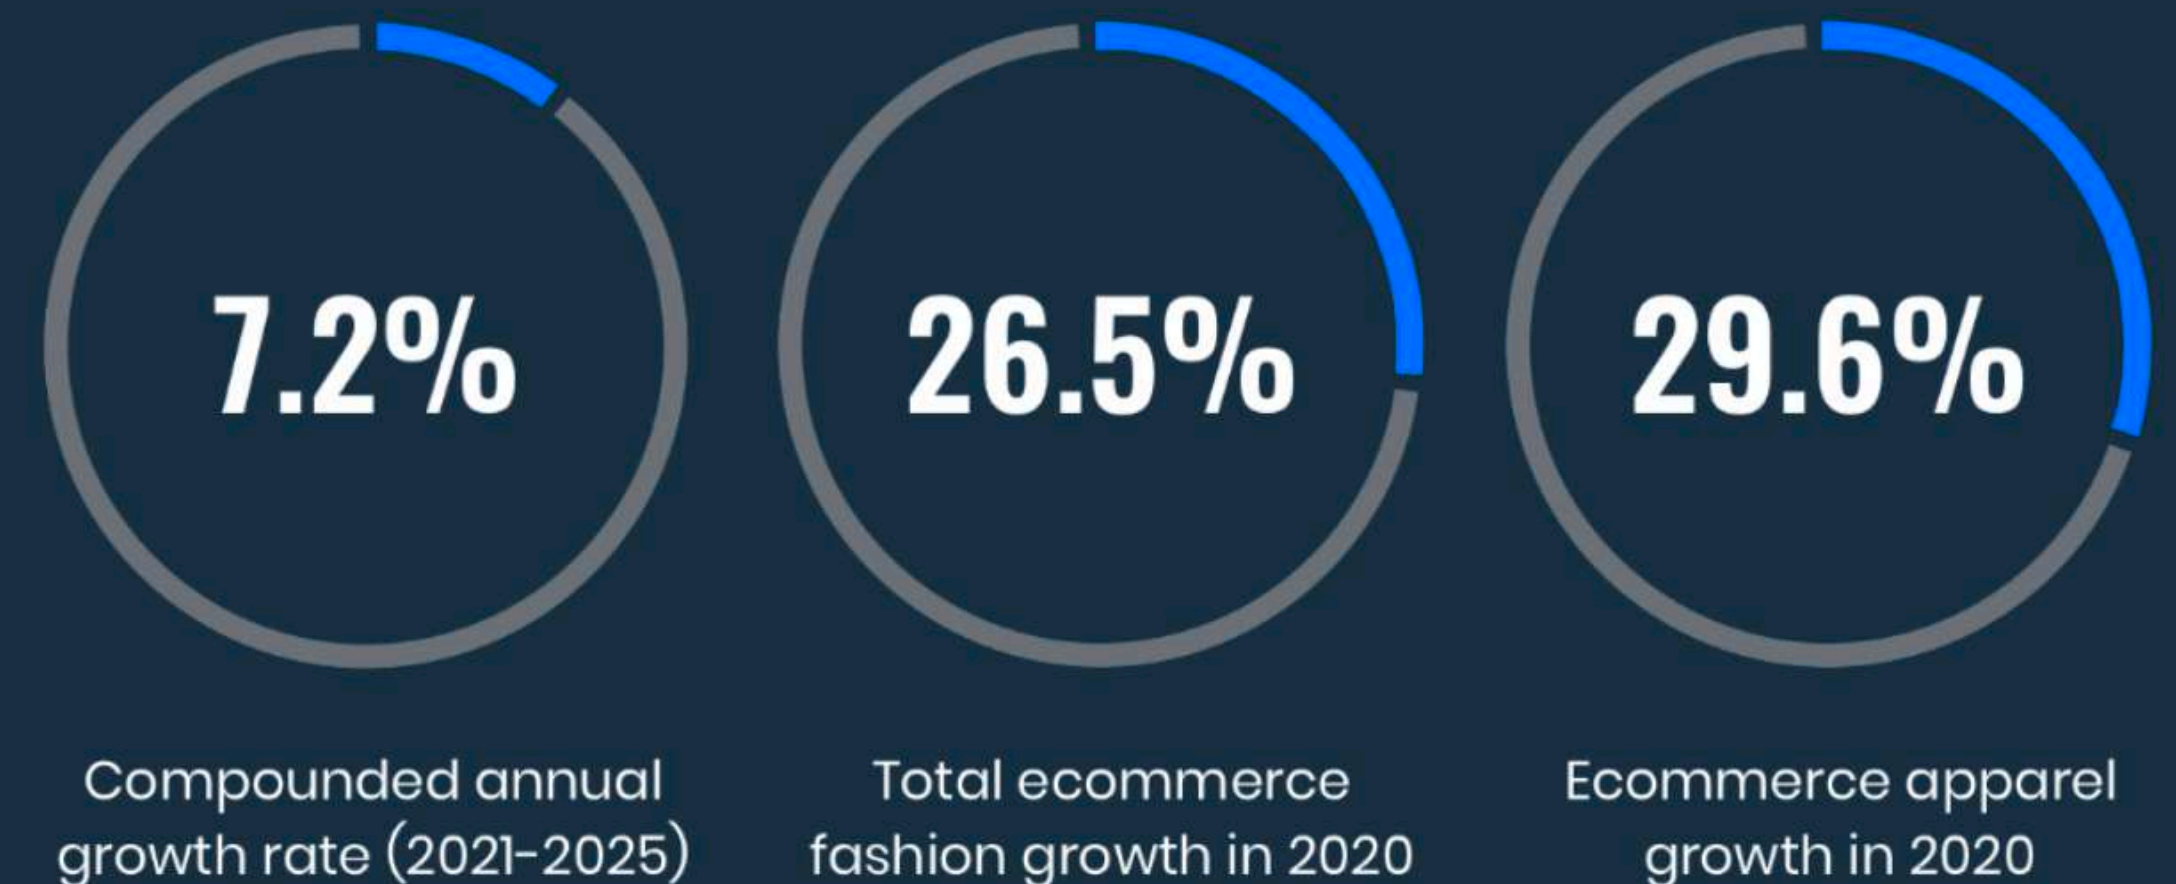 7.2%
26.5%
29.6%
Compounded annual
growth rate (2021-2025)
Total ecommerce
fashion growth in 2020
Ecommerce apparel
growth in 2020